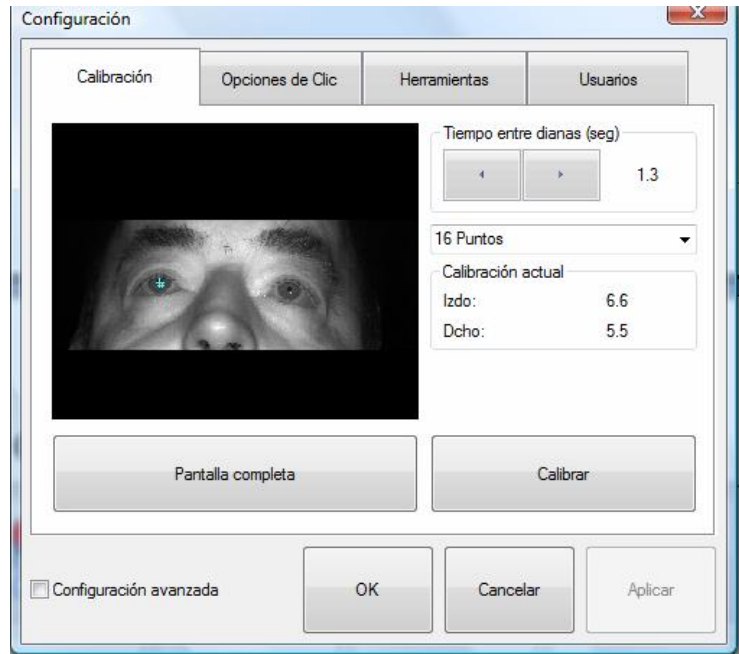 Configuración
Calibración Opciones de Clic Herramientas Usuarios
Tiempo entre dianas (seg)
1.3
16 Puntos
Calibración actual
Izdo: 6.6
Dcho: 5.5
Pantalla completa Calibrar
Configuración avanzada OK Cancelar Aplicar